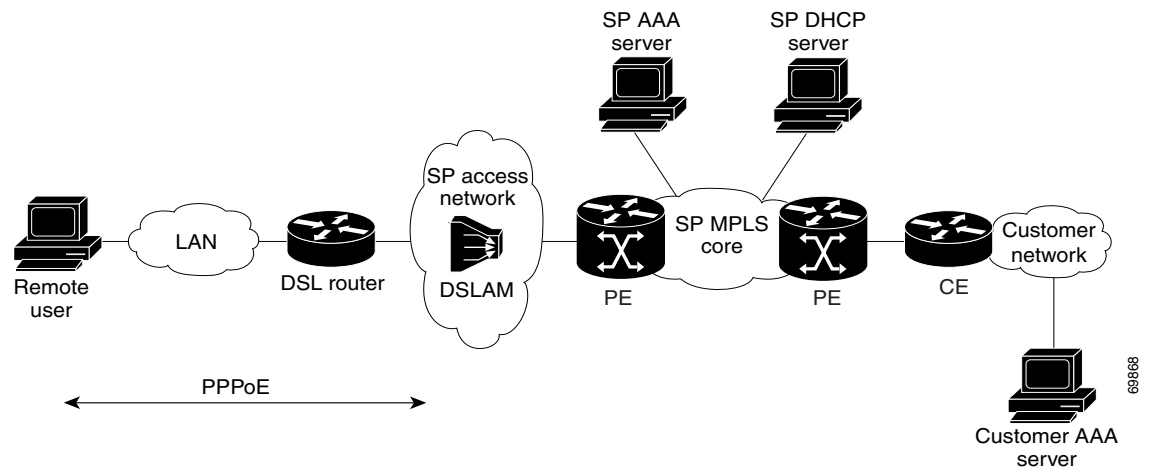 SP AAA
server
SP DHCP
server
SP access
network
DSLAM
Remote
user
LAN
DSL router
PE
SP MPLS
core
PE
CE
Customer
network
PPPoE
Customer AAA
server
69868